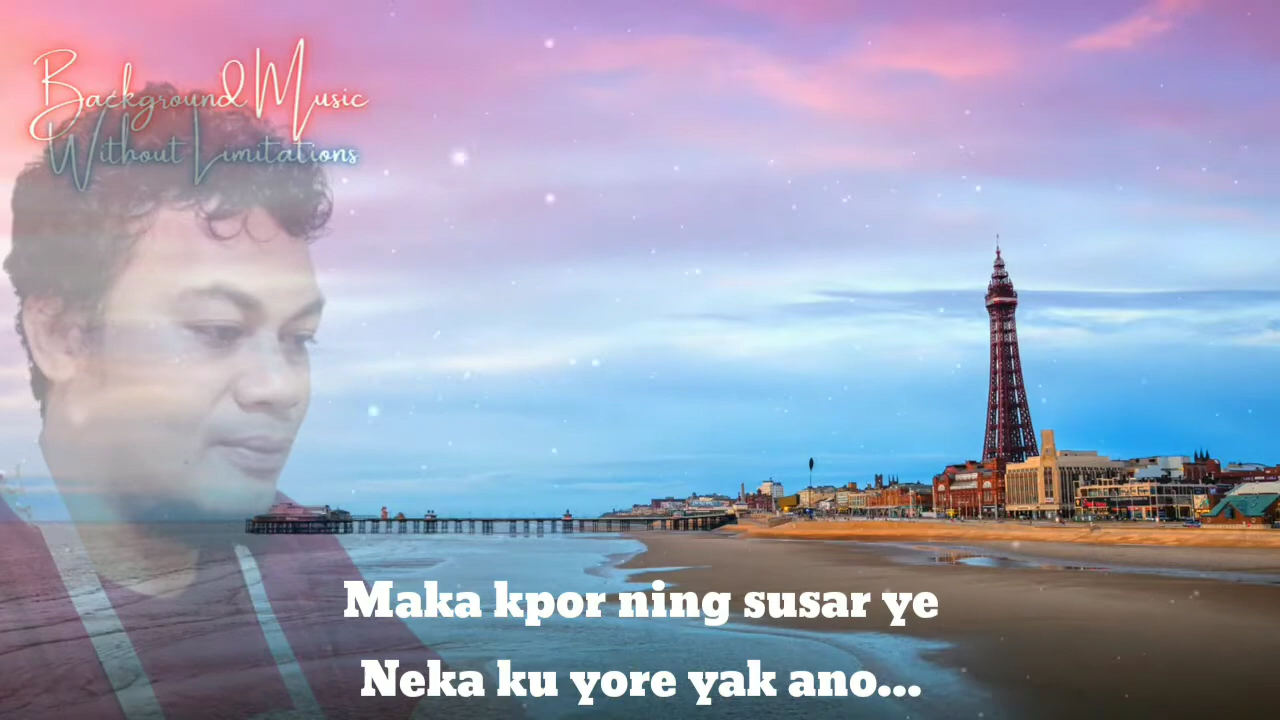 Background Music
Without Limitations
Maka kpor ning susar ye
Neka ku yore yak ano...